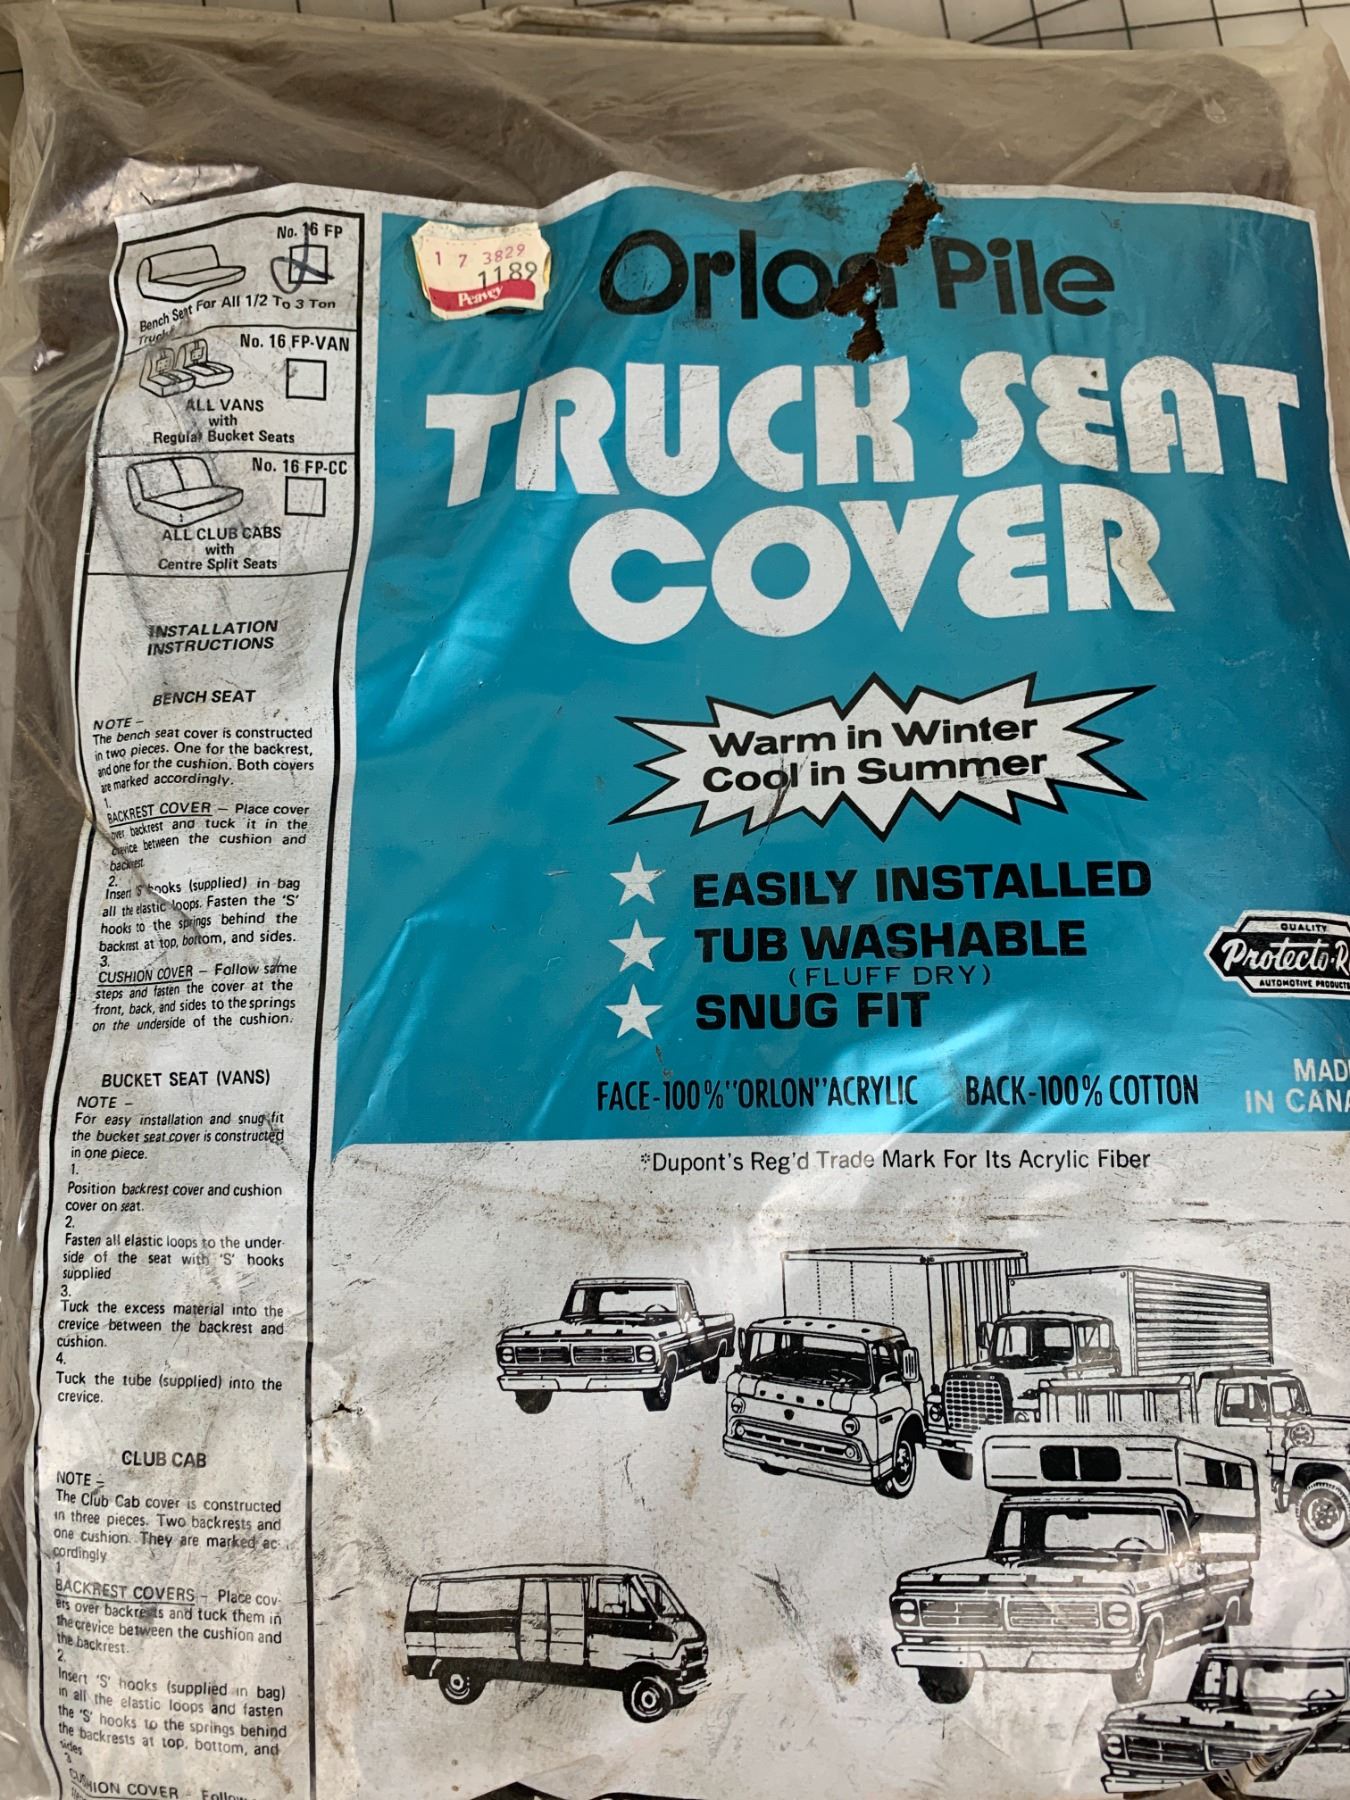 No. 16 FP
Bench Seat For All 1/2 To 3 Ton
Truck
No. 16 FP-VAN
ALL VANS
with
Regular Bucket Seats
No. 16 FP-CC
ALL CLUB CABS
with
Centre Split Seats
INSTALLATION
INSTRUCTIONS
BENCH SEAT
NOTE –
The bench seat cover is constructed
in two pieces. One for the backrest,
and one for the cushion. Both covers
are marked accordingly.
1.
BACKREST COVER – Place cover
over backrest and tuck it in the
crevice between the cushion and
backrest.
2.
Insert 'S' hooks (supplied) in bag
all the elastic loops. Fasten the 'S'
hooks to the springs behind the
backrest at top, bottom, and sides.
3.
CUSHION COVER – Follow same
steps and fasten the cover at the
front, back, and sides to the springs
on the underside of the cushion.
BUCKET SEAT (VANS)
NOTE –
For easy installation and snug fit
the bucket seat cover is constructed
in one piece.
1.
Position backrest cover and cushion
cover on seat.
2.
Fasten all elastic loops to the under-
side of the seat with 'S' hooks
supplied
3.
Tuck the excess material into the
crevice between the backrest and
cushion.
4.
Tuck the tube (supplied) into the
crevice.
CLUB CAB
NOTE –
The Club Cab cover is constructed
in three pieces. Two backrests and
one cushion. They are marked ac-
cordingly
1
BACKREST COVERS – Place cov-
ers over backrests and tuck them in
the crevice between the cushion and
the backrest.
2.
Insert 'S' hooks (supplied in bag)
in all the elastic loops and fasten
the 'S' hooks to the springs behind
the backrests at top, bottom, and
sides
3
CUSHION COVER – Follow
1 7 3829
1189
Peavey
Orlon Pile
TRUCK SEAT
COVER
Warm in Winter
Cool in Summer
EASILY INSTALLED
TUB WASHABLE
(FLUFF DRY)
SNUG FIT
QUALITY
Protecto-R
AUTOMOTIVE PRODUCTS
FACE-100% "ORLON" ACRYLIC BACK-100% COTTON
MADE
IN CANA
*Dupont's Reg'd Trade Mark For Its Acrylic Fiber
FORD